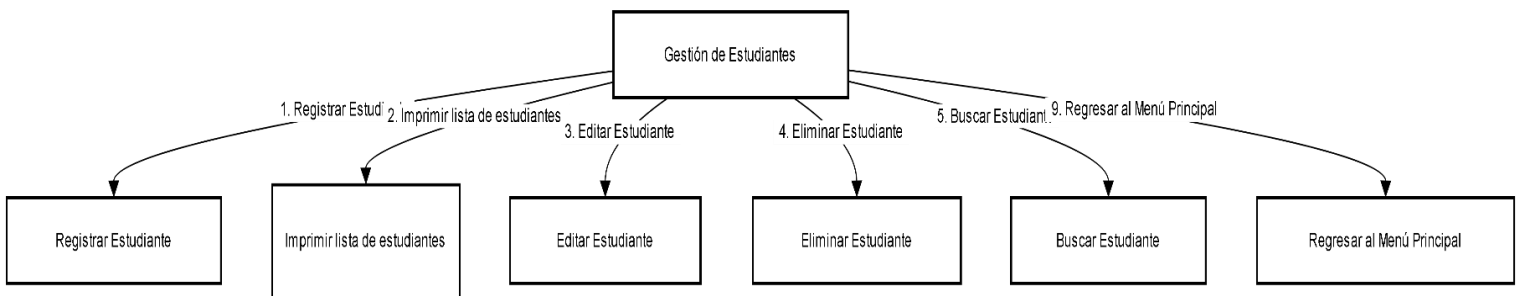 Gestión de Estudiantes
1. Registrar
2. Imprimir lista de estudiantes
3. Editar Estudiante
4. Eliminar Estudiante
5. Buscar
9. Regresar al Menú Principal
Registrar Estudiante
Imprimir lista de estudiantes
Editar Estudiante
Eliminar Estudiante
Buscar Estudiante
Regresar al Menú Principal